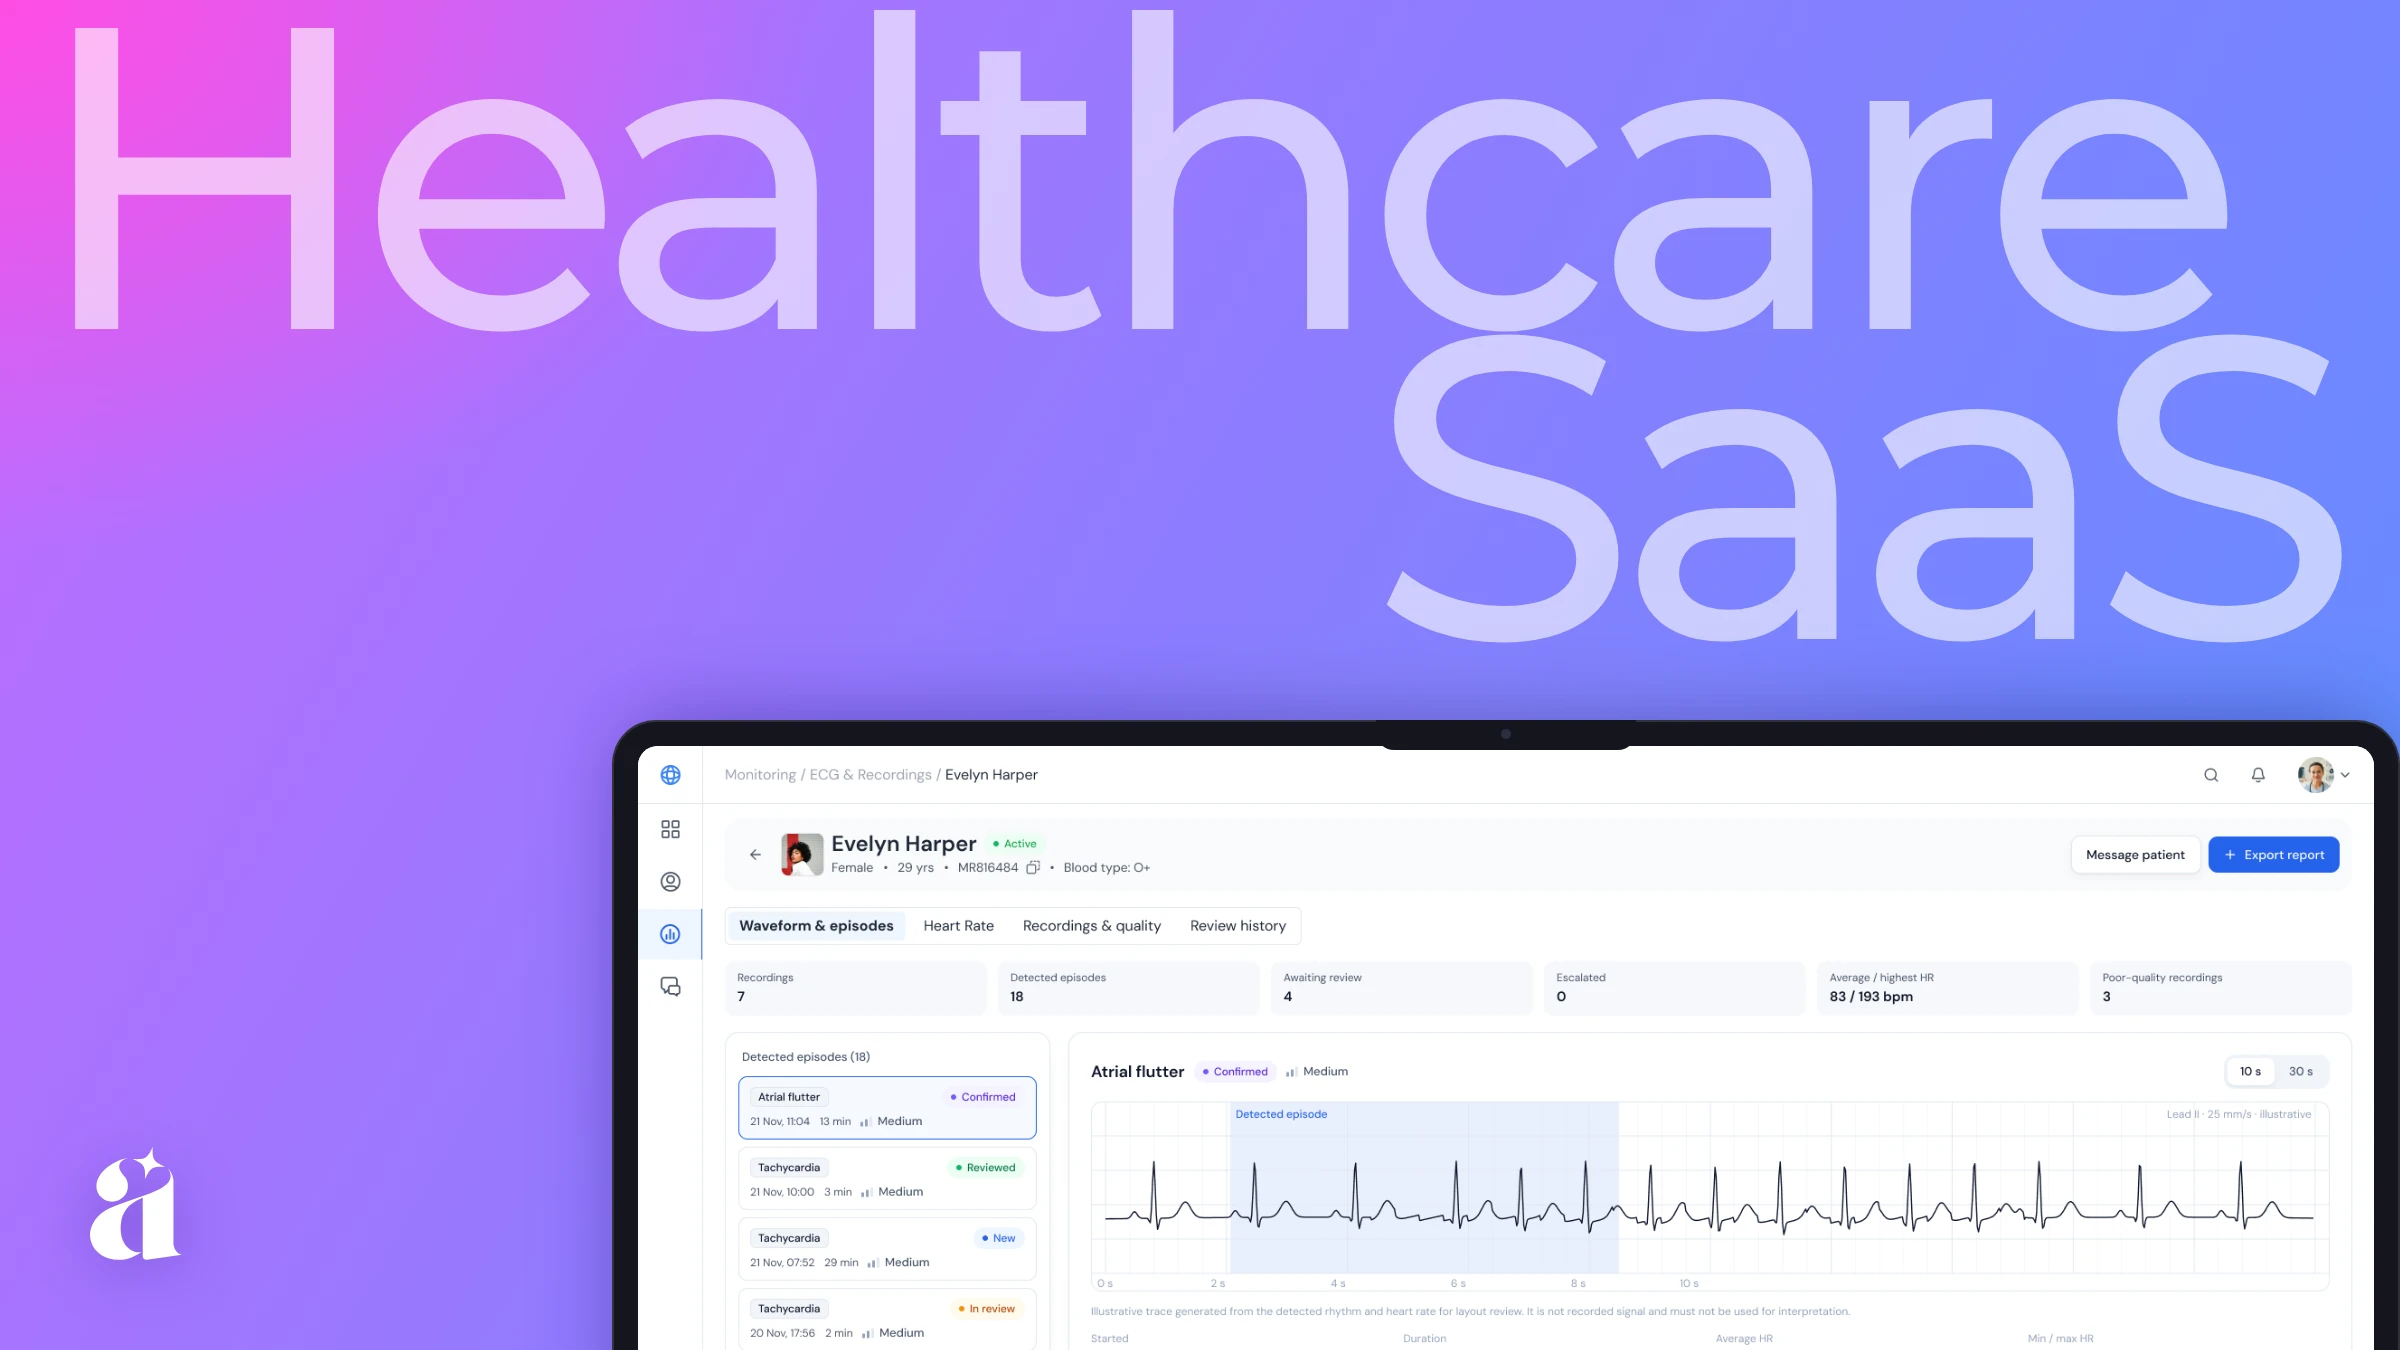 Healthcare
SaaS
Monitoring / ECG & Recordings / Evelyn Harper
Evelyn Harper
Active
Female • 29 yrs • MR816484 • Blood type: O+
Message patient
+ Export report
Waveform & episodes
Heart Rate
Recordings & quality
Review history
Recordings
7
Detected episodes
18
Awaiting review
4
Escalated
0
Average / highest HR
83 / 193 bpm
Poor-quality recordings
3
Detected episodes (18)
Atrial flutter
Confirmed
21 Nov, 11:04 13 min Medium
Tachycardia
Reviewed
21 Nov, 10:00 3 min Medium
Tachycardia
New
21 Nov, 07:52 29 min Medium
Tachycardia
In review
20 Nov, 17:56 2 min Medium
Atrial flutter
Confirmed
Medium
10 s
30 s
Detected episode
Lead II · 25 mm/s · illustrative
0 s 2 s 4 s 6 s 8 s 10 s
Illustrative trace generated from the detected rhythm and heart rate for layout review. It is not recorded signal and must not be used for interpretation.
Started
Duration
Average HR
Min / max HR
a